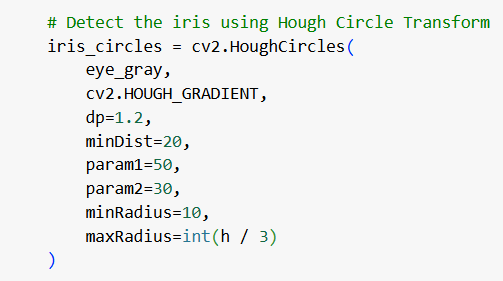 # Detect the iris using Hough Circle Transform
iris_circles = cv2.HoughCircles(
    eye_gray,
    cv2.HOUGH_GRADIENT,
    dp=1.2,
    minDist=20,
    param1=50,
    param2=30,
    minRadius=10,
    maxRadius=int(h / 3)
)